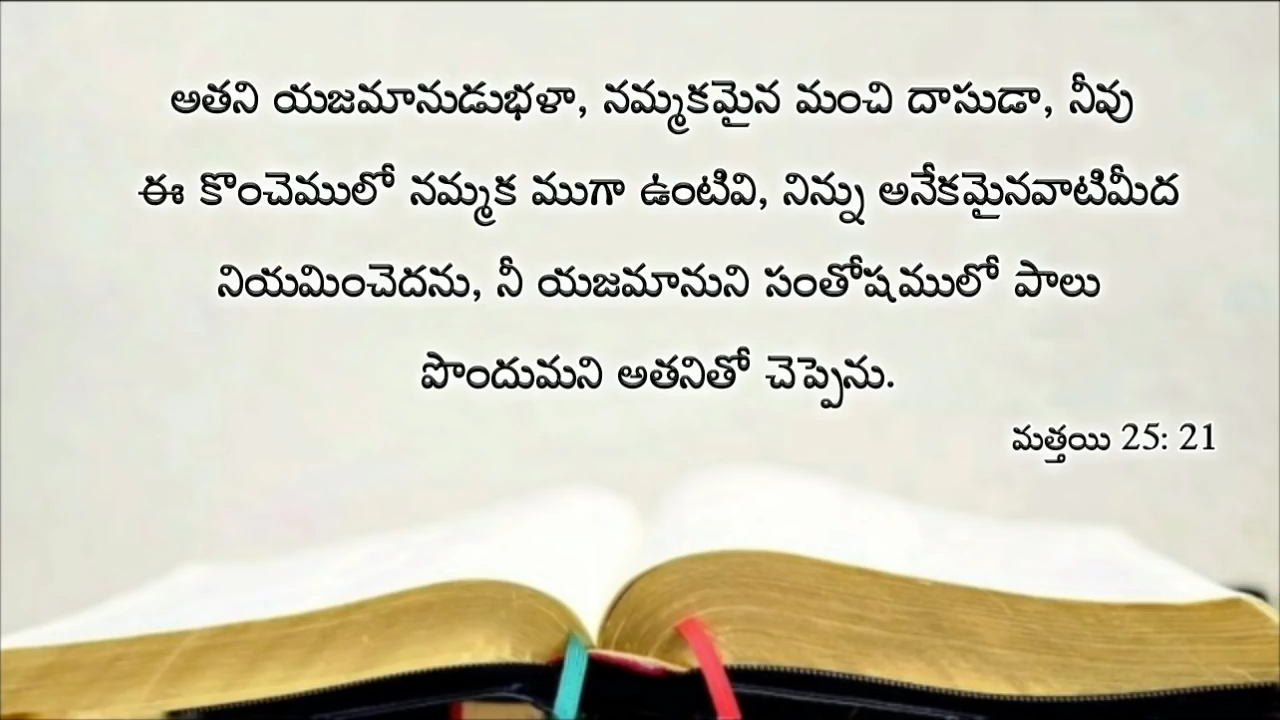 అతని యజమానుడుభళా, నమ్మకమైన మంచి దాసుడా, నీవు
ఈ కొంచెములో నమ్మక ముగా ఉంటివి, నిన్ను అనేకమైనవాటిమీద
నియమించెదను, నీ యజమానుని సంతోషములో పాలు
పొందుమని అతనితో చెప్పెను.
మత్తయి 25: 21